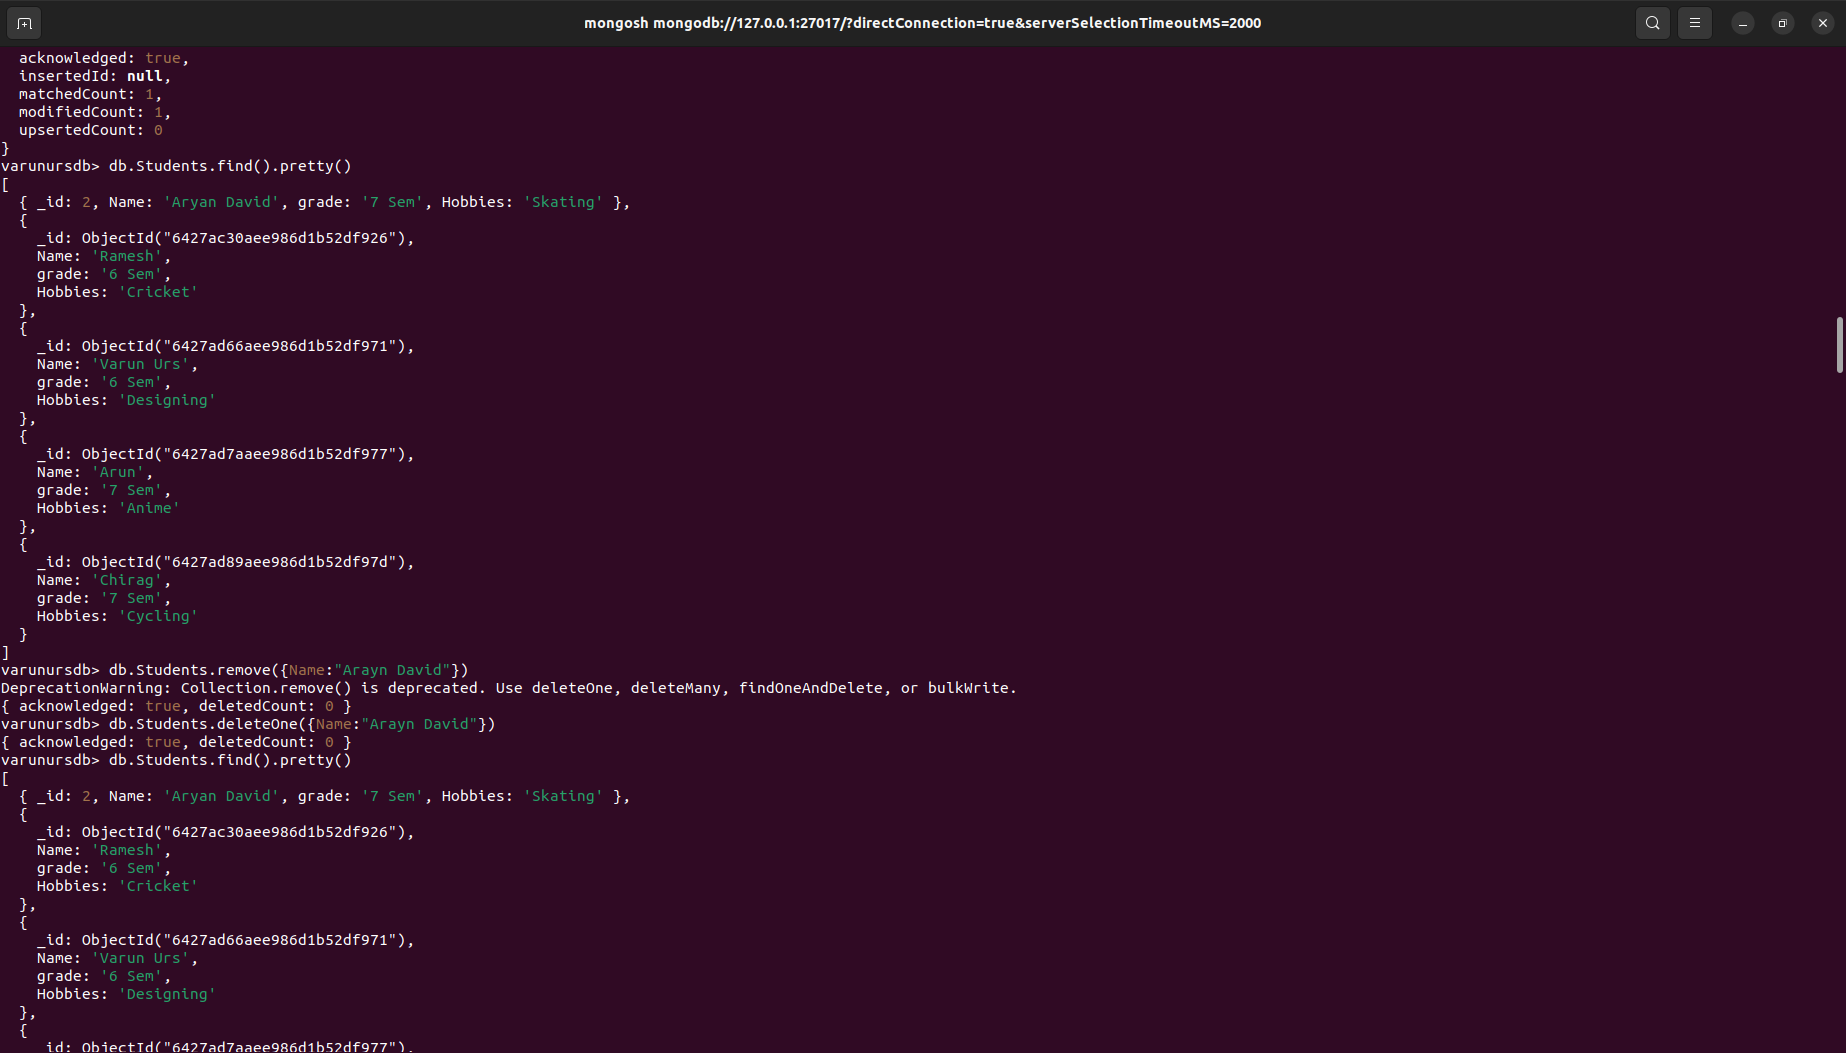 mongosh mongodb://127.0.0.1:27017/?directConnection=true&serverSelectionTimeoutMS=2000
  acknowledged: true,
  insertedId: null,
  matchedCount: 1,
  modifiedCount: 1,
  upsertedCount: 0
}
varunursdb> db.Students.find().pretty()
[
  { _id: 2, Name: 'Aryan David', grade: '7 Sem', Hobbies: 'Skating' },
  {
    _id: ObjectId("6427ac30aee986d1b52df926"),
    Name: 'Ramesh',
    grade: '6 Sem',
    Hobbies: 'Cricket'
  },
  {
    _id: ObjectId("6427ad66aee986d1b52df971"),
    Name: 'Varun Urs',
    grade: '6 Sem',
    Hobbies: 'Designing'
  },
  {
    _id: ObjectId("6427ad7aaee986d1b52df977"),
    Name: 'Arun',
    grade: '7 Sem',
    Hobbies: 'Anime'
  },
  {
    _id: ObjectId("6427ad89aee986d1b52df97d"),
    Name: 'Chirag',
    grade: '7 Sem',
    Hobbies: 'Cycling'
  }
]
varunursdb> db.Students.remove({Name:"Arayn David"})
DeprecationWarning: Collection.remove() is deprecated. Use deleteOne, deleteMany, findOneAndDelete, or bulkWrite.
{ acknowledged: true, deletedCount: 0 }
varunursdb> db.Students.deleteOne({Name:"Arayn David"})
{ acknowledged: true, deletedCount: 0 }
varunursdb> db.Students.find().pretty()
[
  { _id: 2, Name: 'Aryan David', grade: '7 Sem', Hobbies: 'Skating' },
  {
    _id: ObjectId("6427ac30aee986d1b52df926"),
    Name: 'Ramesh',
    grade: '6 Sem',
    Hobbies: 'Cricket'
  },
  {
    _id: ObjectId("6427ad66aee986d1b52df971"),
    Name: 'Varun Urs',
    grade: '6 Sem',
    Hobbies: 'Designing'
  },
  {
    _id: ObjectId("6427ad7aaee986d1b52df977"),